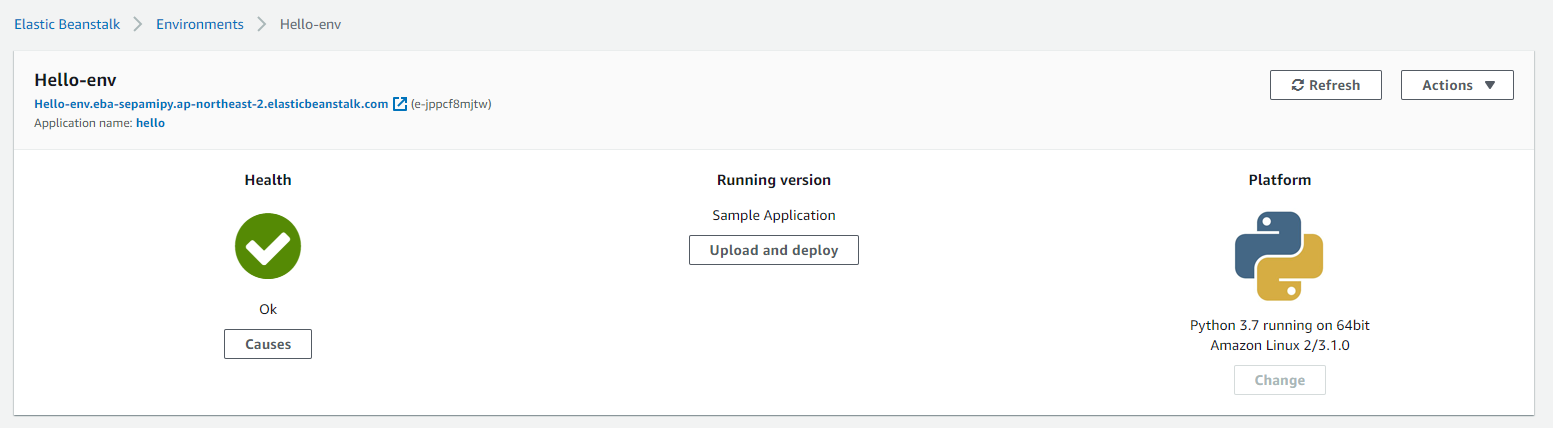 Elastic Beanstalk > Environments > Hello-env
Hello-env
Refresh
Actions
Hello-env.eba-sepamipy.ap-northeast-2.elasticbeanstalk.com (e-jppcf8mjtw)
Application name: hello
Health
Ok
Causes
Running version
Sample Application
Upload and deploy
Platform
Python 3.7 running on 64bit
Amazon Linux 2/3.1.0
Change